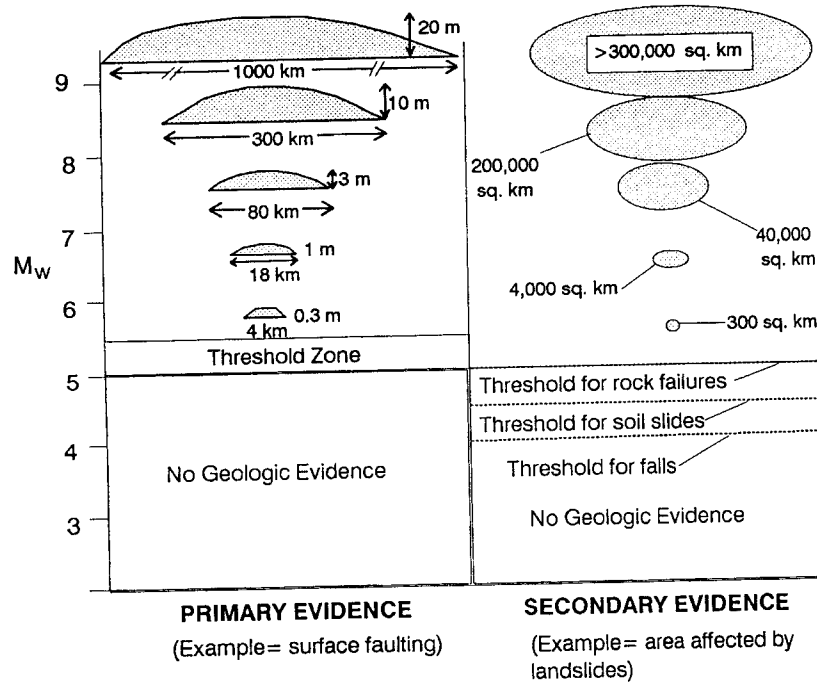 20 m
>300,000 sq. km
1000 km
9
10 m
300 km
8
200,000
sq. km
3 m
80 km
40,000
sq. km
7
1 m
18 km
M_W
4,000 sq. km
6
0.3 m
4 km
300 sq. km
Threshold Zone
5
Threshold for rock failures
Threshold for soil slides
4
Threshold for falls
No Geologic Evidence
No Geologic Evidence
3
PRIMARY EVIDENCE
(Example= surface faulting)
SECONDARY EVIDENCE
(Example= area affected by
landslides)